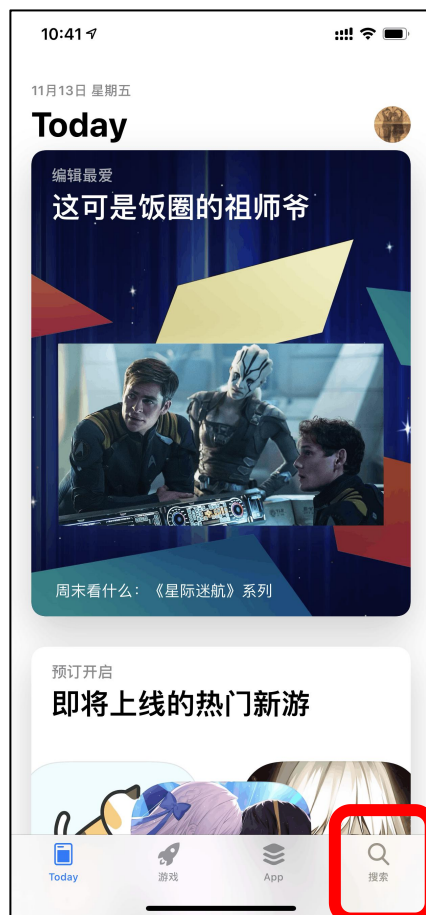 10:41
11月13日 星期五
Today
编辑最爱
这可是饭圈的祖师爷
周末看什么：《星际迷航》系列
预订开启
即将上线的热门新游
Today
游戏
App
搜索